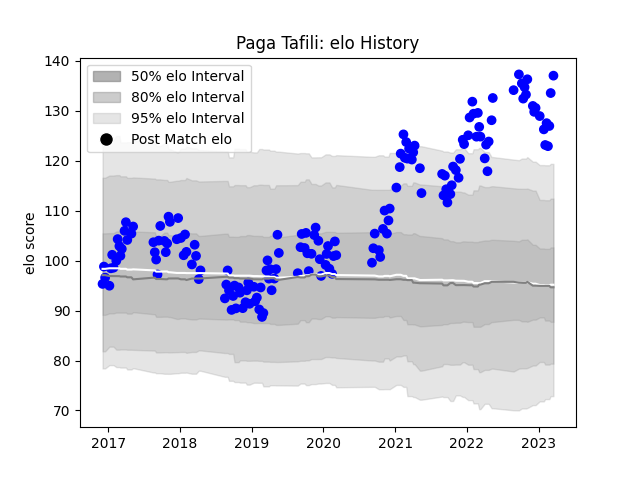 Paga Tafili: elo History
140
130
120
110
100
90
80
70
elo score
50% elo Interval
80% elo Interval
95% elo Interval
Post Match elo
2017 2018 2019 2020 2021 2022 2023